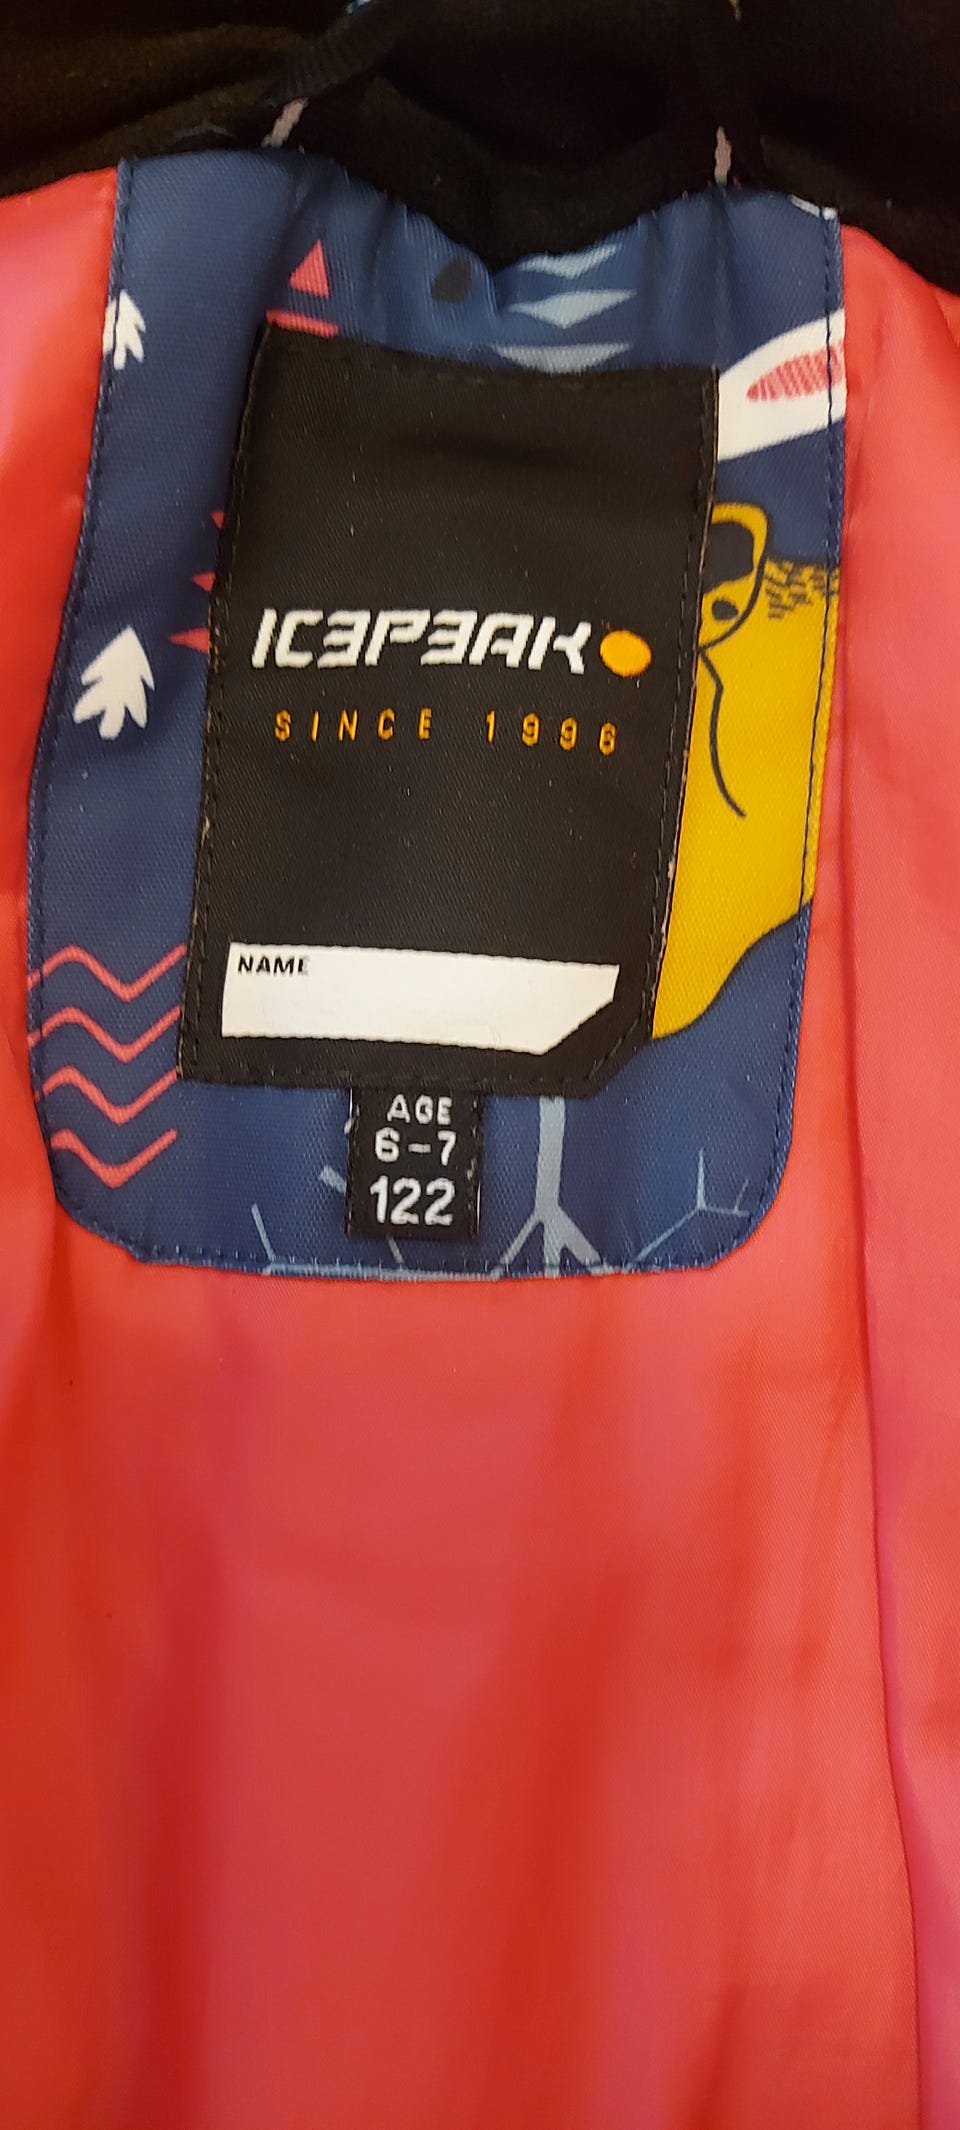 ICEPEAK
SINCE 1996
NAME
AGE
6-7
122